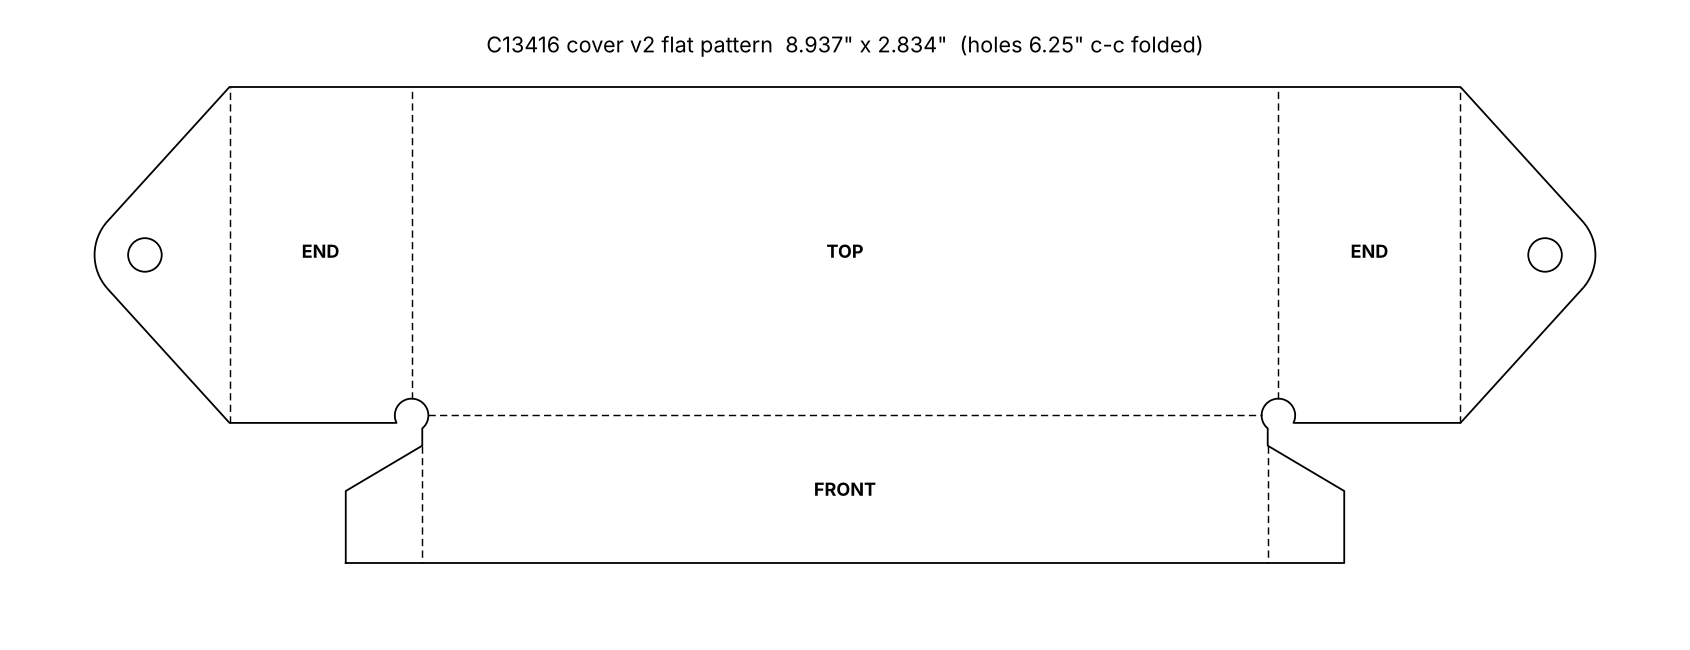 C13416 cover v2 flat pattern  8.937" x 2.834"  (holes 6.25" c-c folded)
END
TOP
END
FRONT